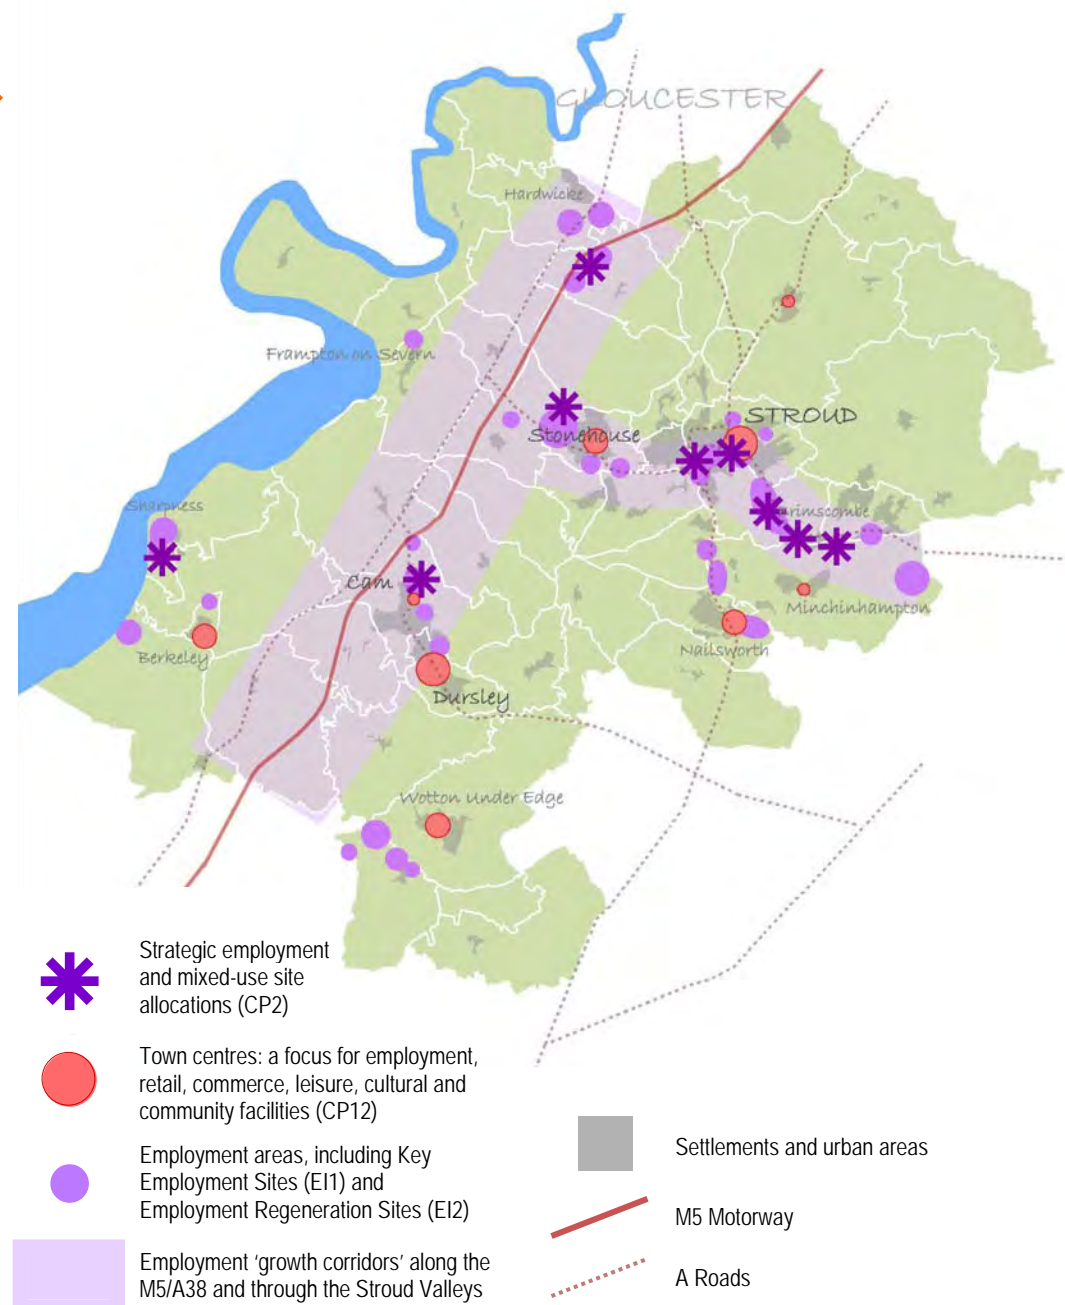 GLOUCESTER
Hardwicke
Frampton on Severn
STROUD
Stonehouse
Sharpness
rimscombe
Cam
Minchinhampton
Berkeley
Nailsworth
Dursley
Wotton Under Edge
Strategic employment
and mixed-use site
allocations (CP2)
Town centres: a focus for employment,
retail, commerce, leisure, cultural and
community facilities (CP12)
Employment areas, including Key
Employment Sites (EI1) and
Employment Regeneration Sites (EI2)
Employment ‘growth corridors’ along the
M5/A38 and through the Stroud Valleys
Settlements and urban areas
M5 Motorway
A Roads